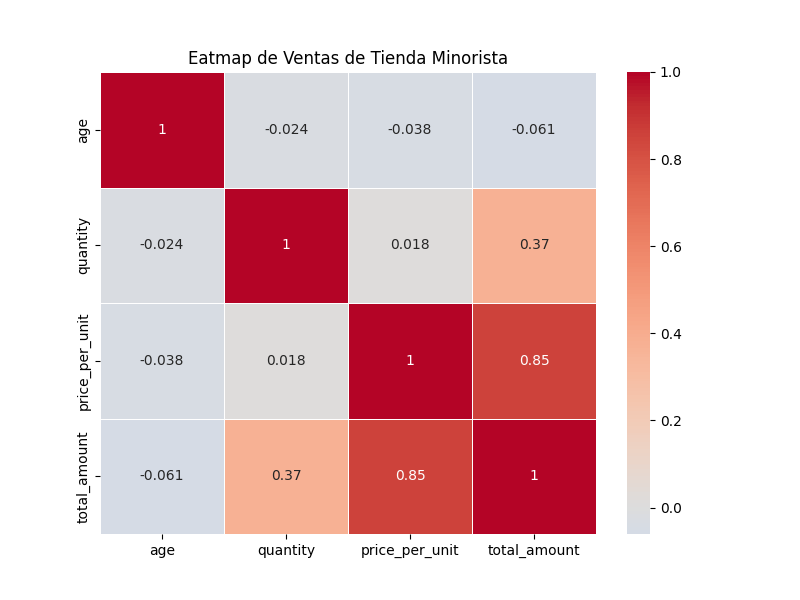 Eatmap de Ventas de Tienda Minorista
age 1 -0.024 -0.038 -0.061
quantity -0.024 1 0.018 0.37
price_per_unit -0.038 0.018 1 0.85
total_amount -0.061 0.37 0.85 1
age quantity price_per_unit total_amount
1.0
0.8
0.6
0.4
0.2
0.0